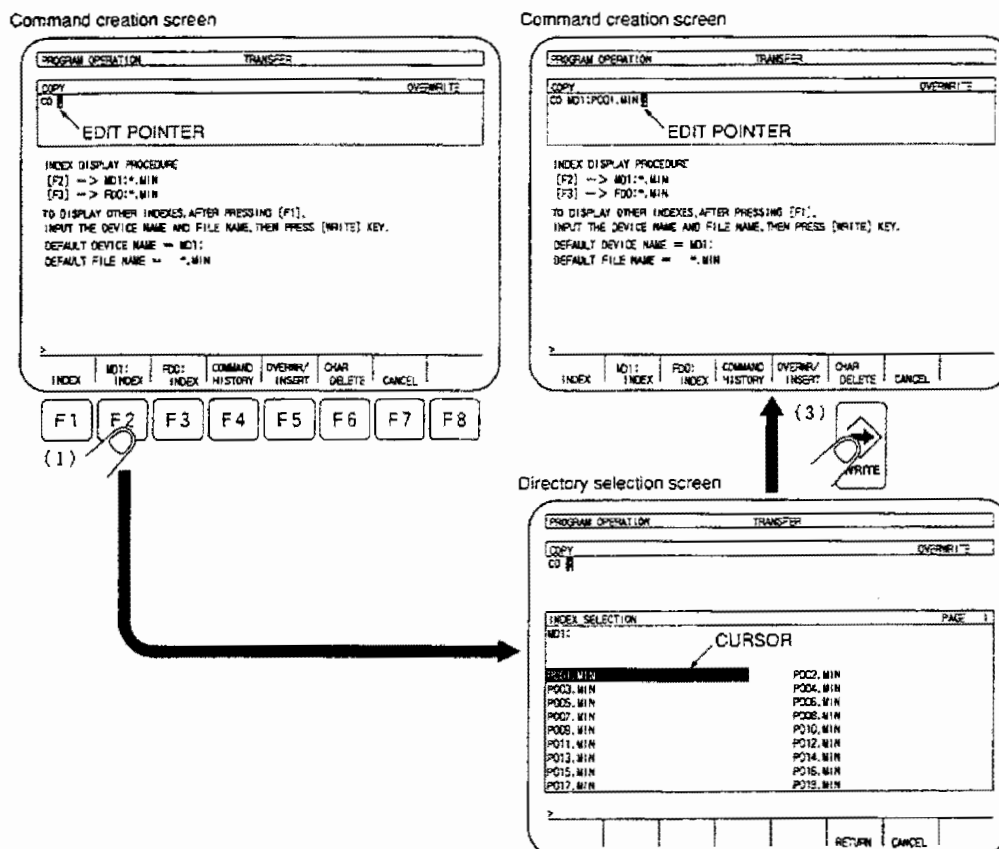 Command creation screen
PROGRAM OPERATION TRANSFER
COPY OVERWRITE
CO
EDIT POINTER
INDEX DISPLAY PROCEDURE
[F2] --> MD1:*.MIN
[F3] --> FD0:*.MIN
TO DISPLAY OTHER INDEXES,AFTER PRESSING [F1],
INPUT THE DEVICE NAME AND FILE NAME,THEN PRESS [WRITE] KEY.
DEFAULT DEVICE NAME = MD1:
DEFAULT FILE NAME = *.MIN
>
INDEX MD1: INDEX FD0: INDEX COMMAND HISTORY OVERWR/ INSERT CHAR DELETE CANCEL
F1 F2 F3 F4 F5 F6 F7 F8
(1)
Command creation screen
PROGRAM OPERATION TRANSFER
COPY OVERWRITE
CO MD1:P001.MIN
EDIT POINTER
INDEX DISPLAY PROCEDURE
[F2] --> MD1:*.MIN
[F3] --> FD0:*.MIN
TO DISPLAY OTHER INDEXES,AFTER PRESSING [F1],
INPUT THE DEVICE NAME AND FILE NAME,THEN PRESS [WRITE] KEY.
DEFAULT DEVICE NAME = MD1:
DEFAULT FILE NAME = *.MIN
>
INDEX MD1: INDEX FD0: INDEX COMMAND HISTORY OVERWR/ INSERT CHAR DELETE CANCEL
(3)
WRITE
Directory selection screen
PROGRAM OPERATION TRANSFER
COPY OVERWRITE
CO
INDEX SELECTION PAGE 1
MD1:
CURSOR
P001.MIN P002.MIN
P003.MIN P004.MIN
P005.MIN P006.MIN
P007.MIN P008.MIN
P009.MIN P010.MIN
P011.MIN P012.MIN
P013.MIN P014.MIN
P015.MIN P016.MIN
P017.MIN
>
RETURN CANCEL